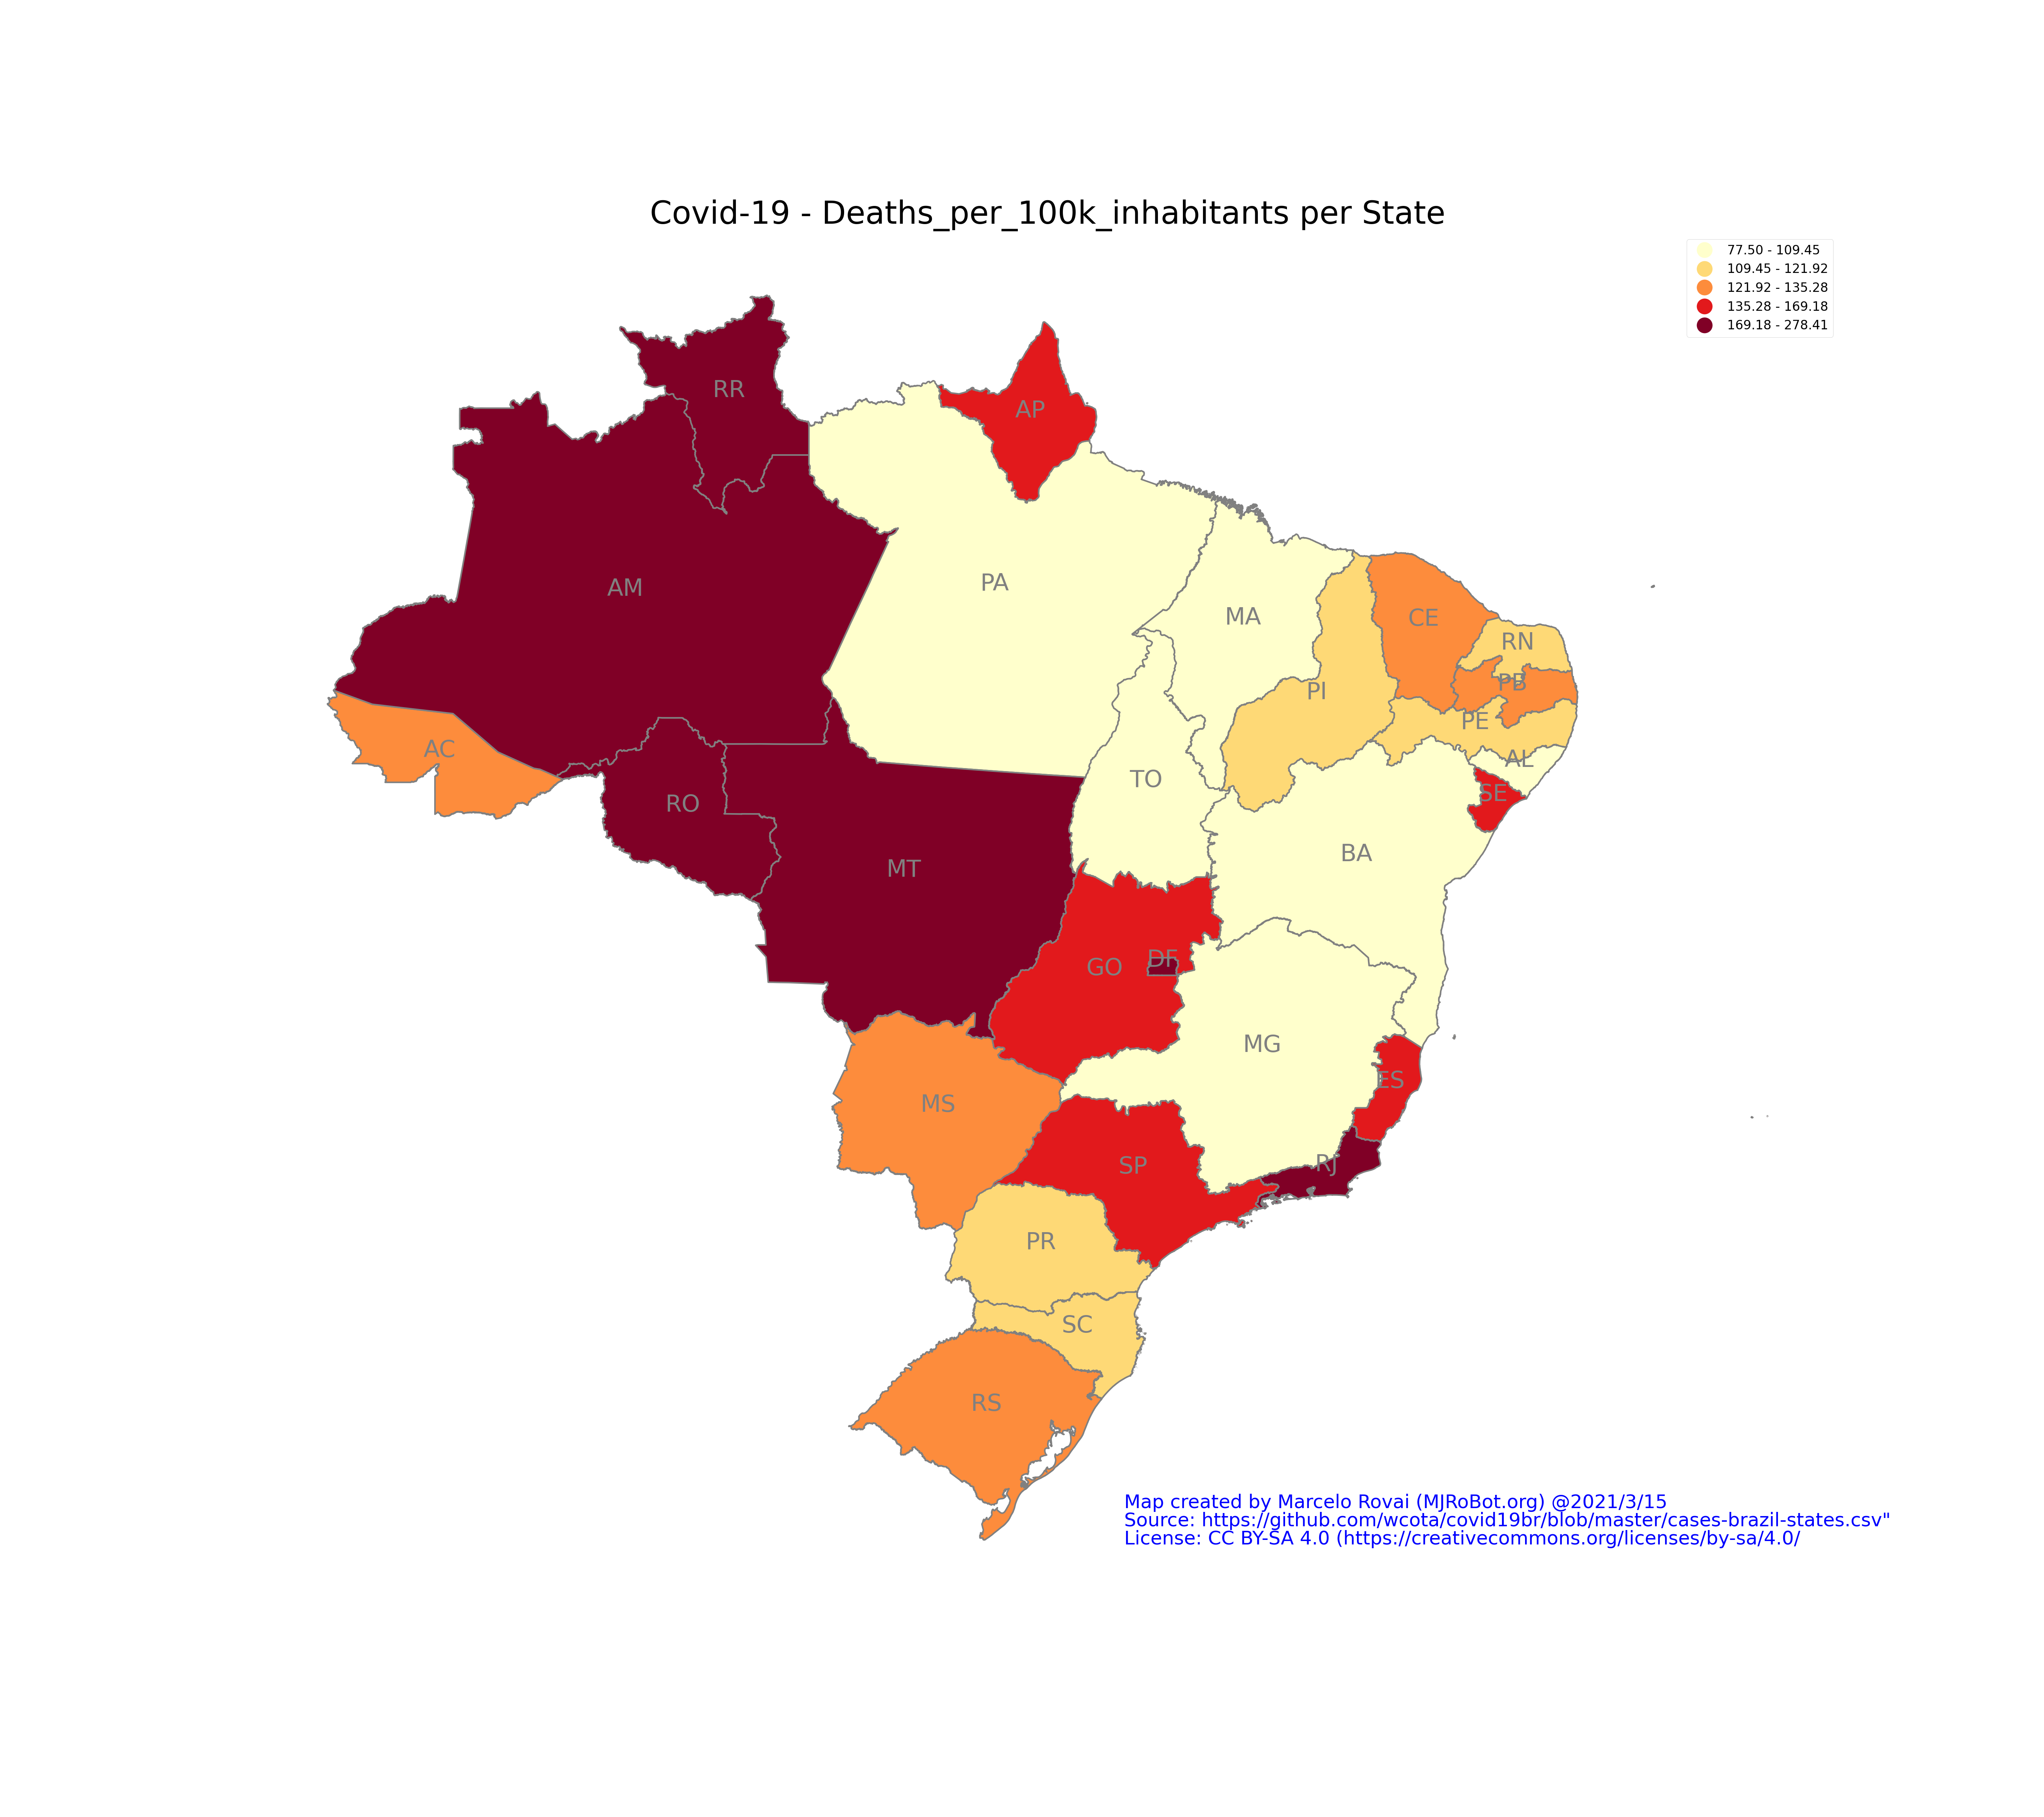 Covid-19 - Deaths_per_100k_inhabitants per State
77.50 - 109.45
109.45 - 121.92
121.92 - 135.28
135.28 - 169.18
169.18 - 278.41
RR
AP
AM
PA
MA
CE
RN
PB
PI
PE
AC
AL
TO
SE
RO
BA
MT
DF
GO
MG
ES
MS
RJ
SP
PR
SC
RS
Map created by Marcelo Rovai (MJRoBot.org) @2021/3/15
Source: https://github.com/wcota/covid19br/blob/master/cases-brazil-states.csv"
License: CC BY-SA 4.0 (https://creativecommons.org/licenses/by-sa/4.0/